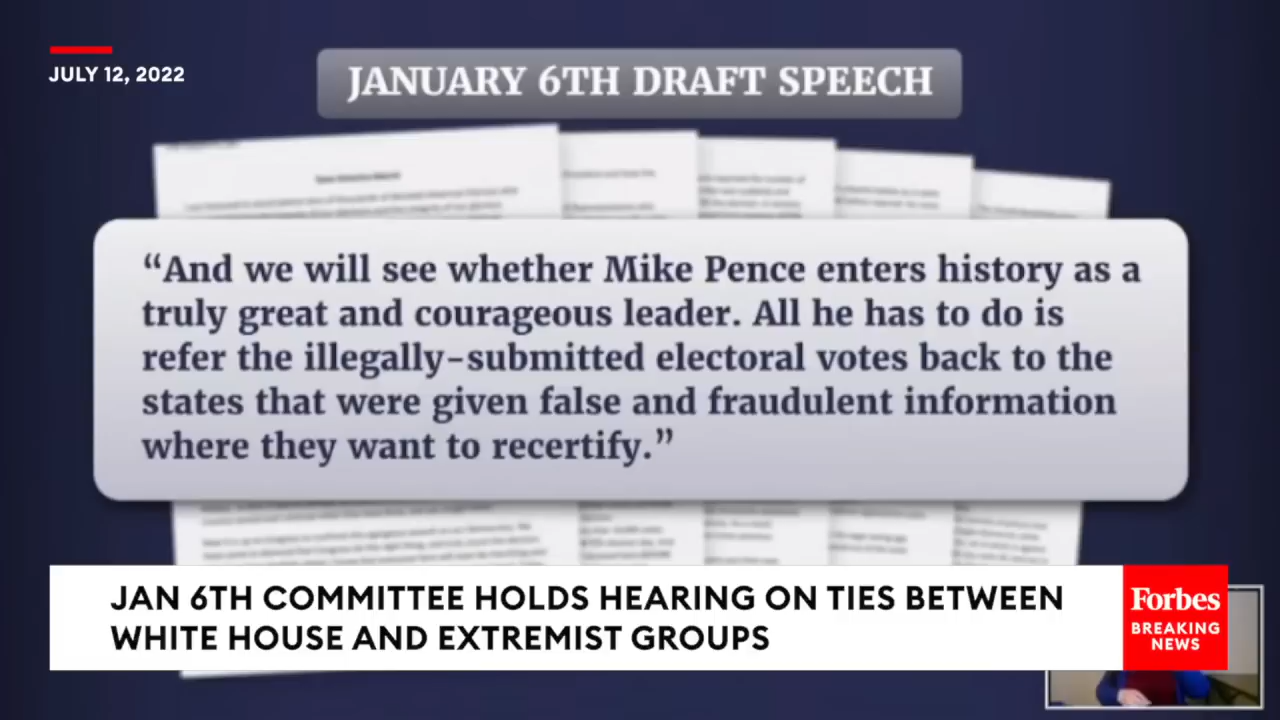 JULY 12, 2022
JANUARY 6TH DRAFT SPEECH
“And we will see whether Mike Pence enters history as a
truly great and courageous leader. All he has to do is
refer the illegally-submitted electoral votes back to the
states that were given false and fraudulent information
where they want to recertify.”
JAN 6TH COMMITTEE HOLDS HEARING ON TIES BETWEEN
WHITE HOUSE AND EXTREMIST GROUPS
Forbes
BREAKING
NEWS